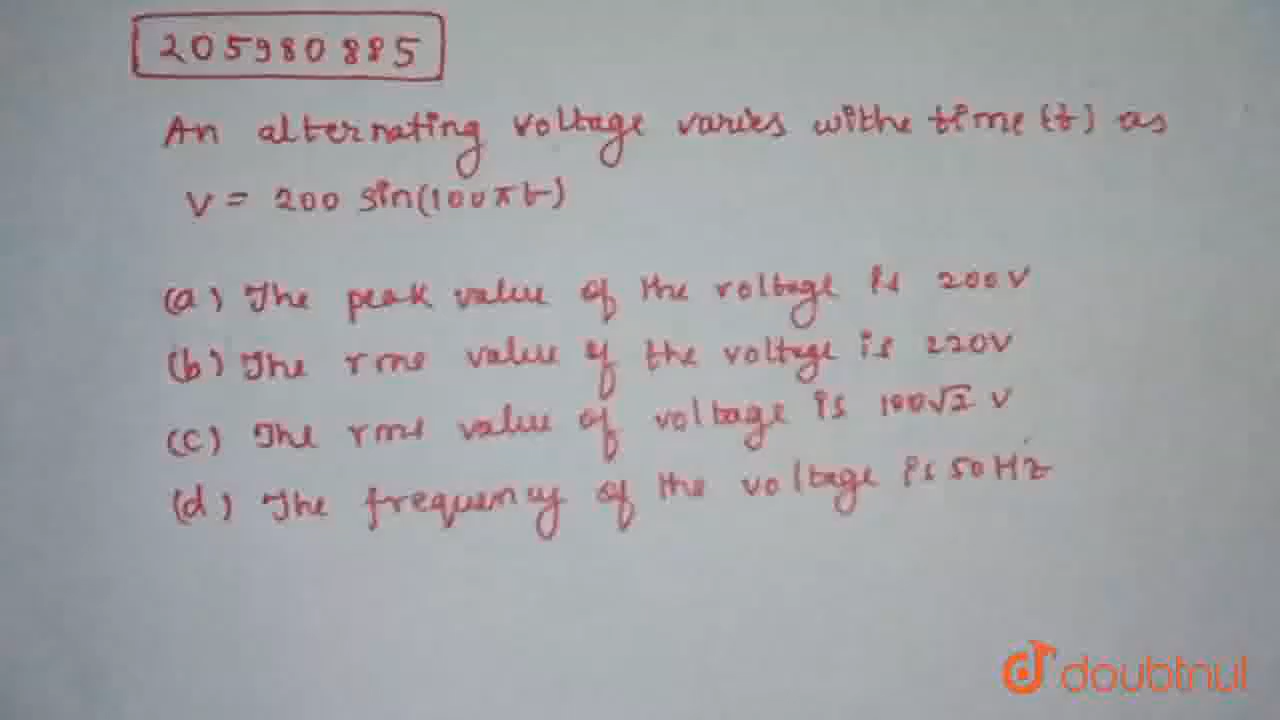 205980885
An alternating voltage varies withe time (t) as
V = 200 sin(100πt)
(a) The peak value of the voltage is 200V
(b) The rms value of the voltage is 220V
(c) The rms value of voltage is 100√2 V
(d) The frequency of the voltage is 50Hz
doubtnut